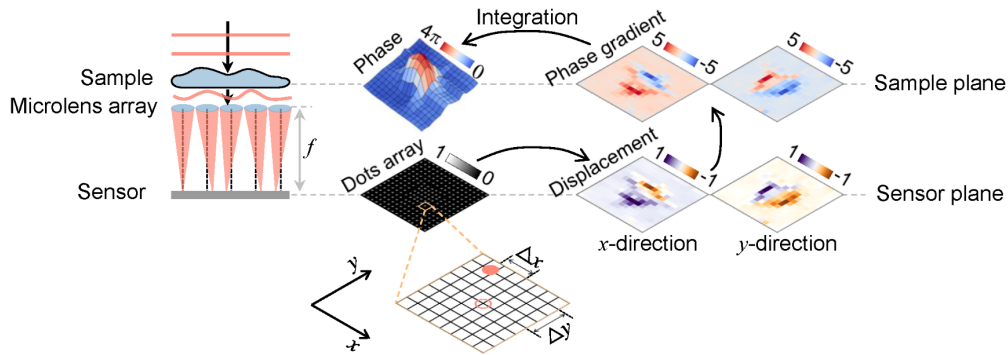 Integration
Sample
Microlens array
f
Sensor
Phase
4π
0
Phase gradient
5
-5
5
-5
Sample plane
Dots array
1
0
Displacement
1
-1
1
-1
Sensor plane
x-direction
y-direction
y
x
Δx
Δy